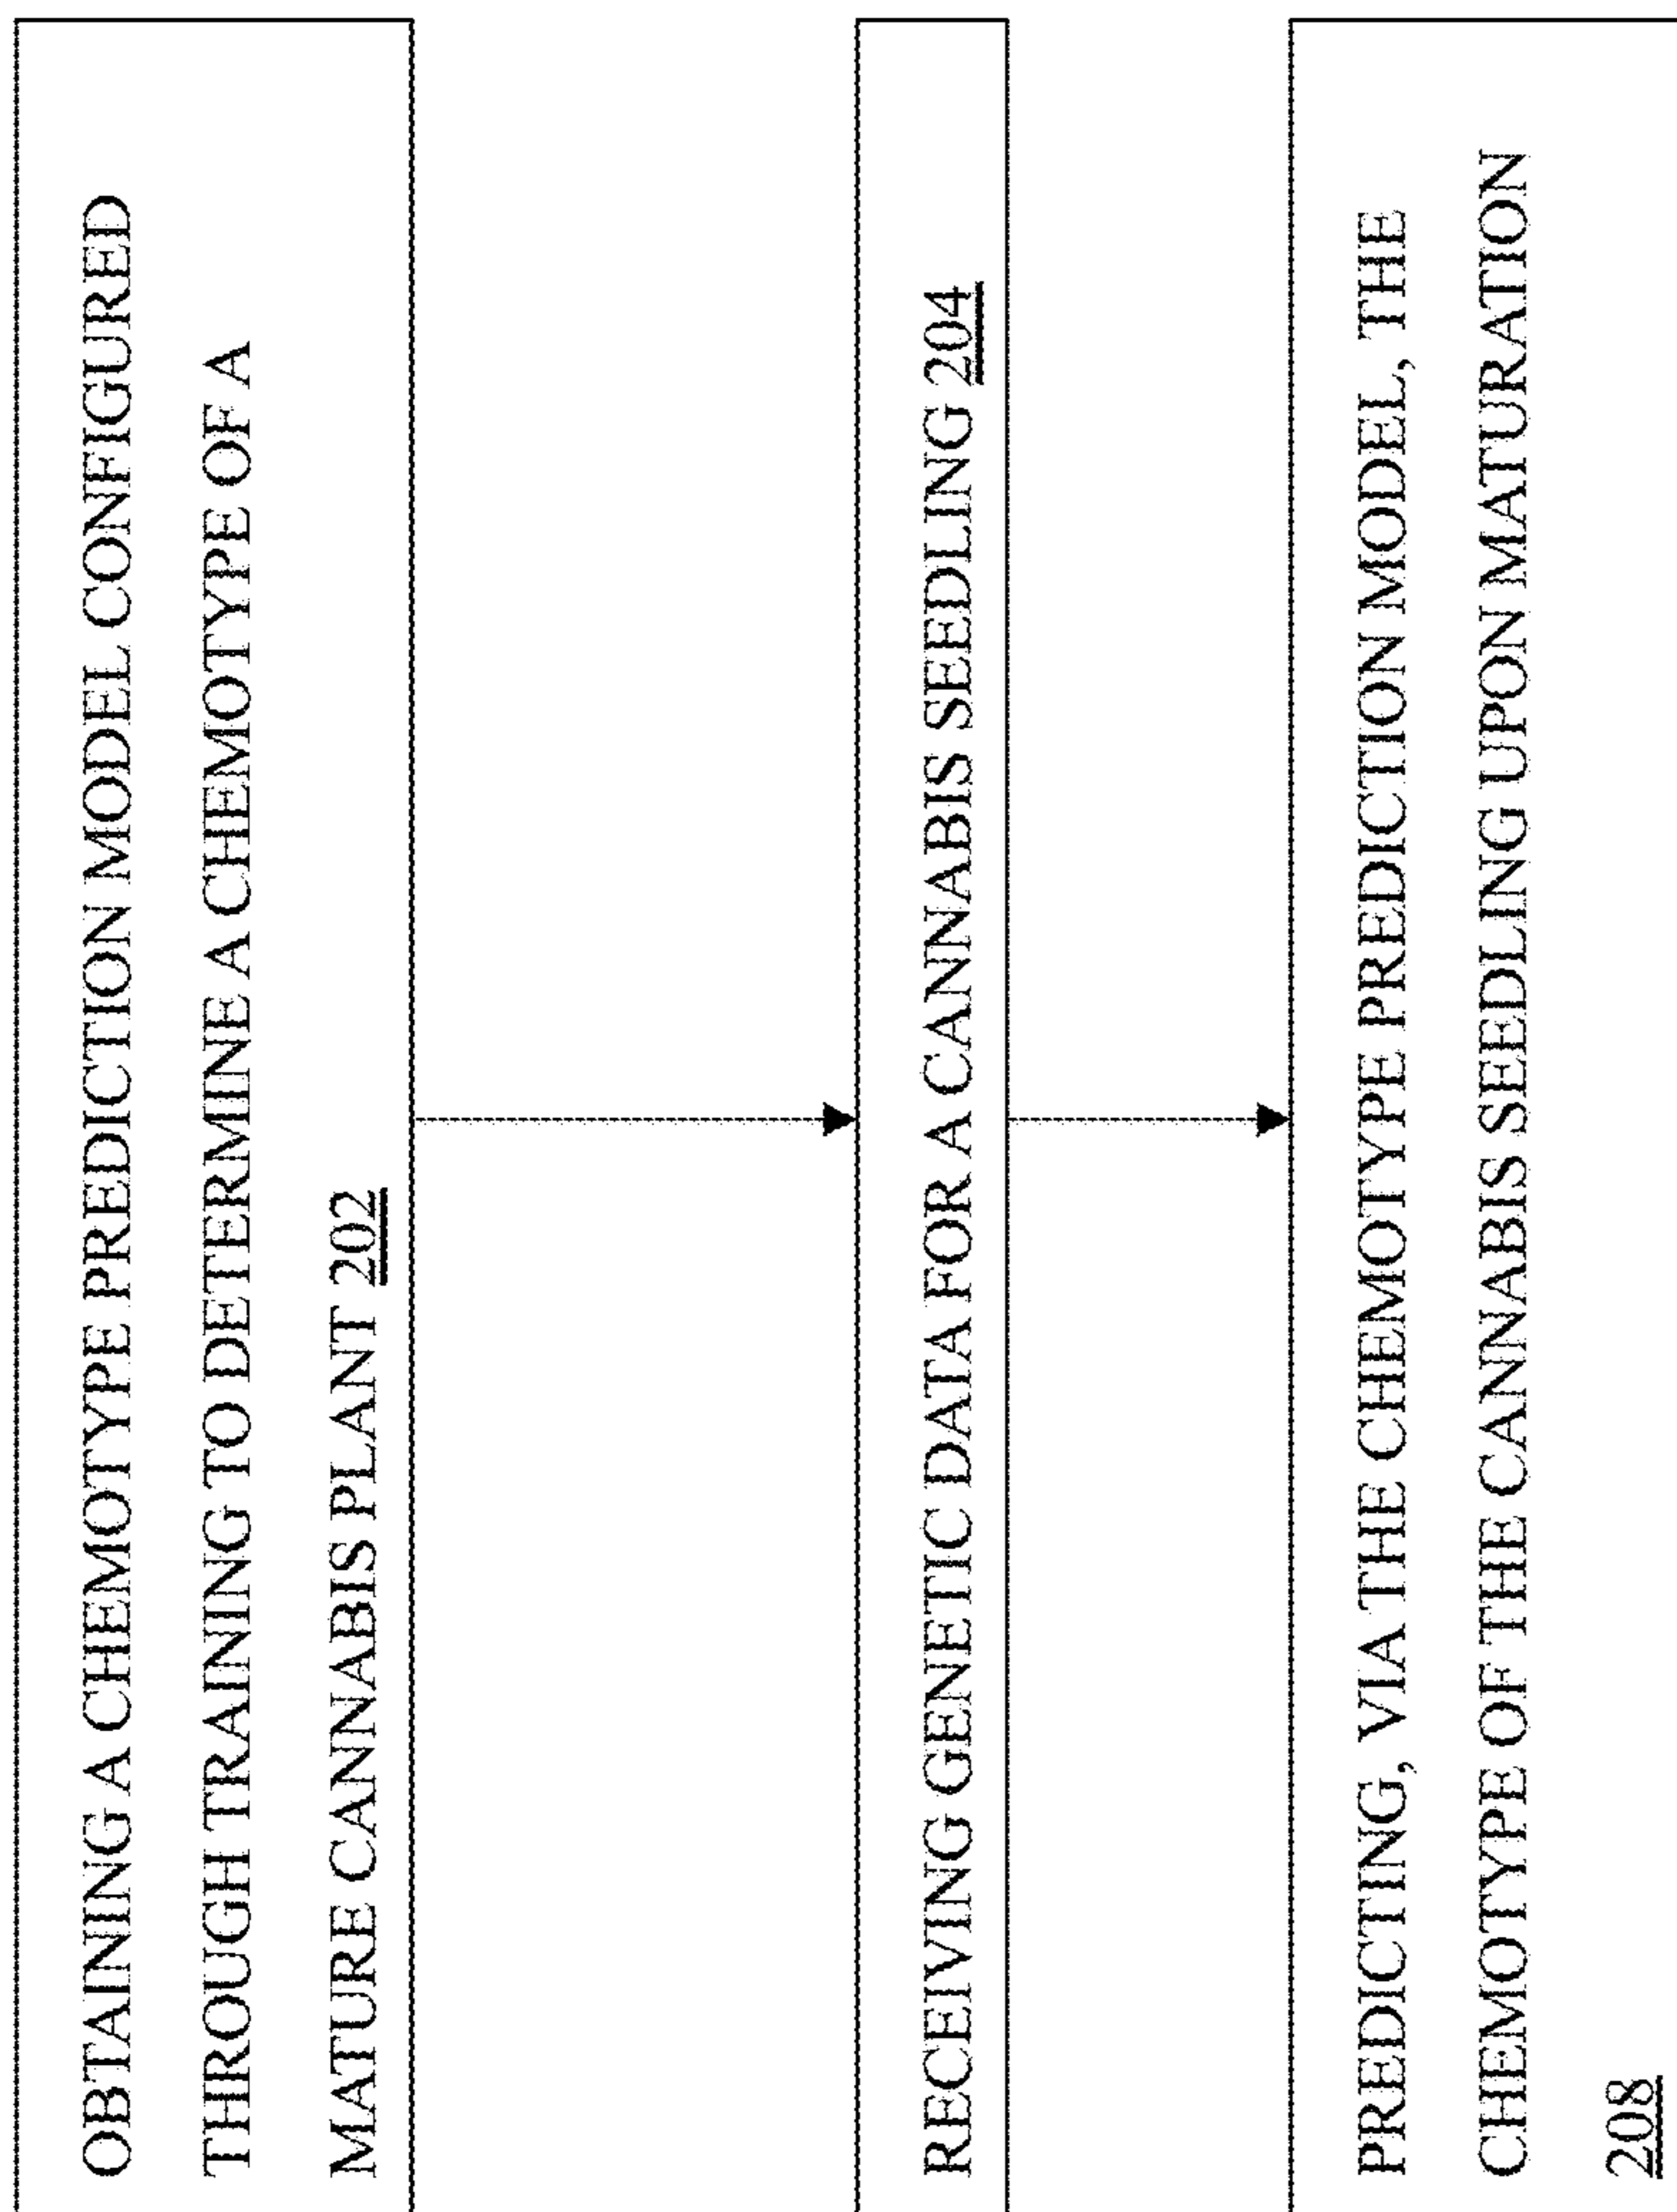 OBTAINING A CHEMOTYPE PREDICTION MODEL CONFIGURED
THROUGH TRAINING TO DETERMINE A CHEMOTYPE OF A
MATURE CANNABIS PLANT 202
RECEIVING GENETIC DATA FOR A CANNABIS SEEDLING 204
PREDICTING, VIA THE CHEMOTYPE PREDICTION MODEL, THE
CHEMOTYPE OF THE CANNABIS SEEDLING UPON MATURATION
208